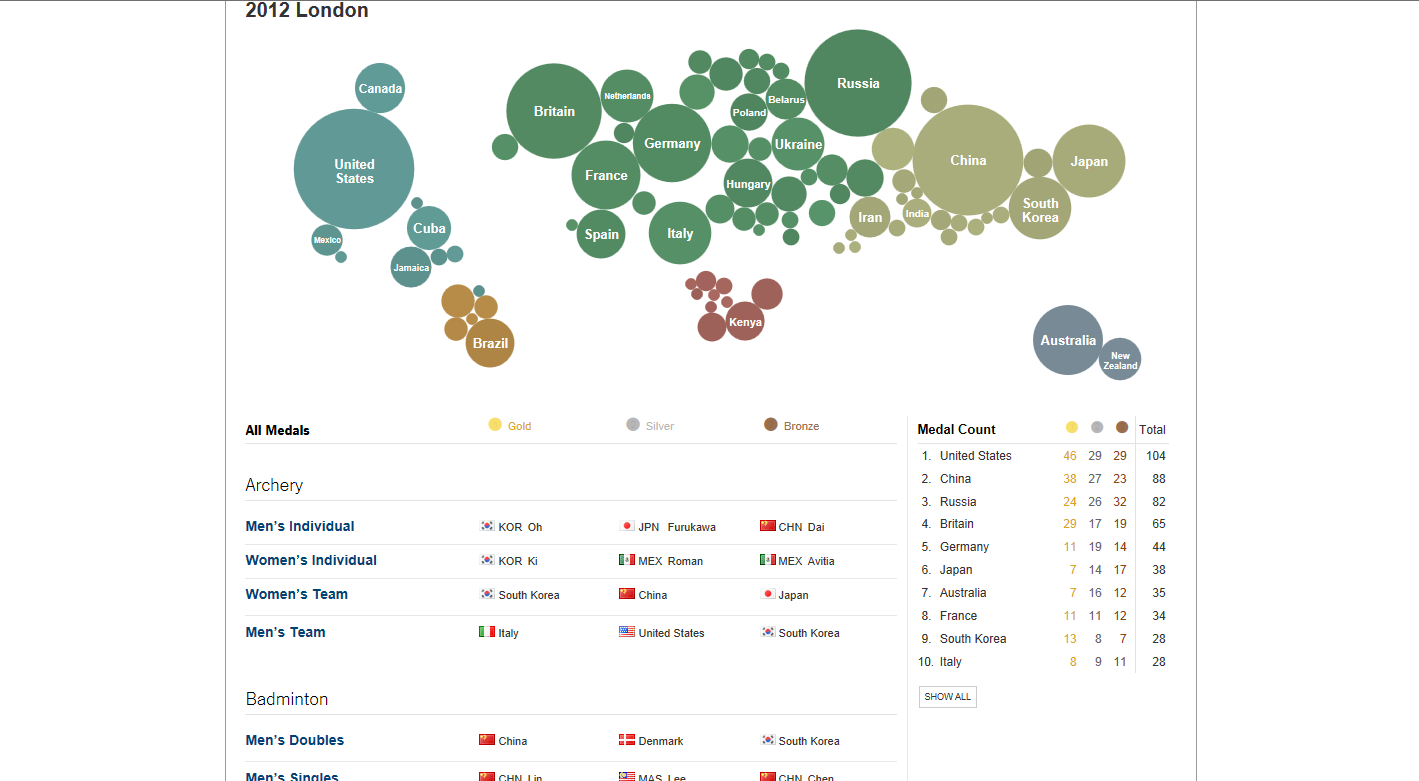 2012 London
Canada
United
States
Mexico
Cuba
Jamaica
Brazil
Britain
Netherlands
Germany
France
Spain
Italy
Poland
Belarus
Ukraine
Hungary
Russia
Kenya
China
Japan
South
Korea
India
Iran
Australia
New
Zealand
All Medals Gold Silver Bronze
Archery
Men’s Individual KOR Oh JPN Furukawa CHN Dai
Women’s Individual KOR Ki MEX Roman MEX Avitia
Women’s Team South Korea China Japan
Men’s Team Italy United States South Korea
Badminton
Men’s Doubles China Denmark South Korea
Men’s Singles CHN Lin MAS Lee CHN Chen
Medal Count Total
1. United States 46 29 29 104
2. China 38 27 23 88
3. Russia 24 26 32 82
4. Britain 29 17 19 65
5. Germany 11 19 14 44
6. Japan 7 14 17 38
7. Australia 7 16 12 35
8. France 11 11 12 34
9. South Korea 13 8 7 28
10. Italy 8 9 11 28
SHOW ALL